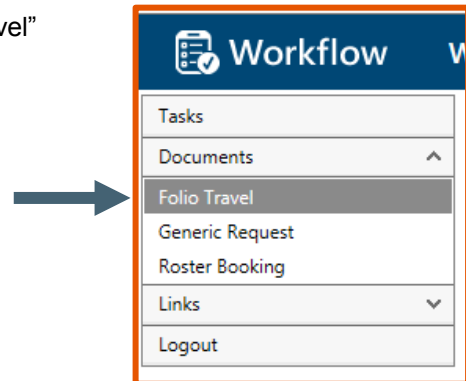 vel”
Workflow
Tasks
Documents
Folio Travel
Generic Request
Roster Booking
Links
Logout